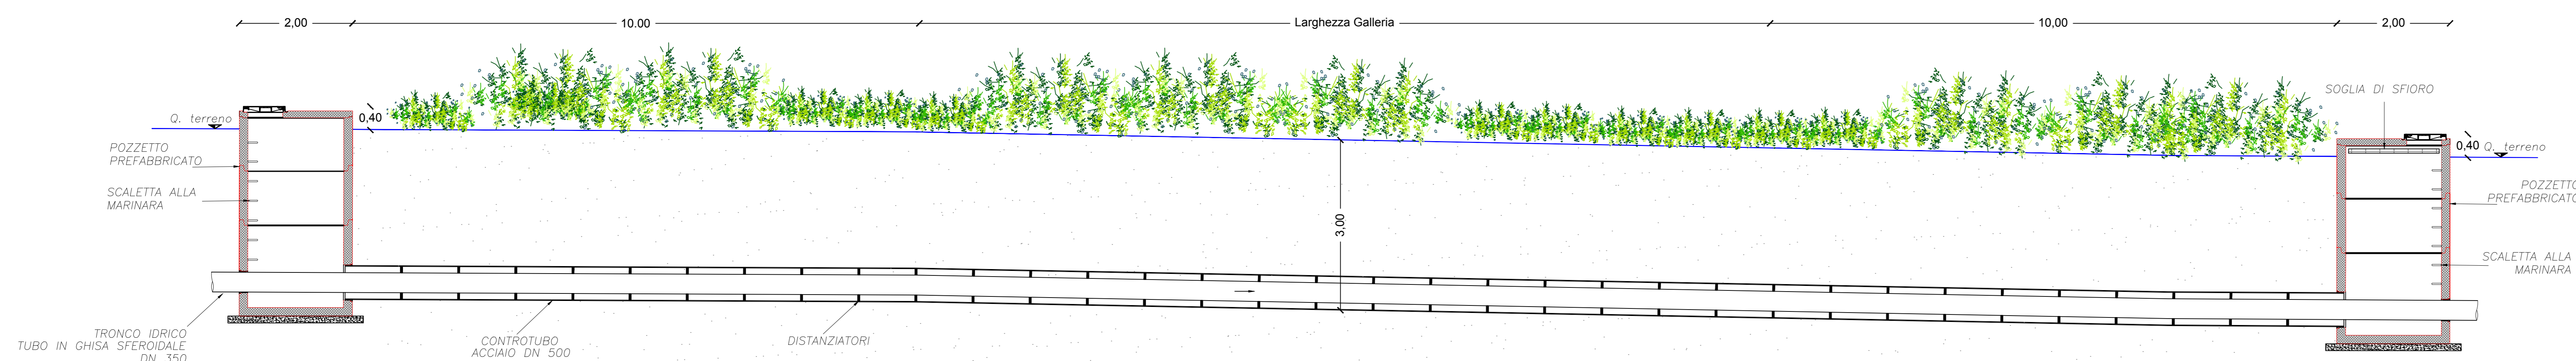 2,00
10.00
Larghezza Galleria
10,00
2,00
SOGLIA DI SFIORO
Q. terreno
0,40
0,40
Q. terreno
POZZETTO
PREFABBRICATO
POZZETTO
PREFABBRICATO
SCALETTA ALLA
MARINARA
3,00
SCALETTA ALLA
MARINARA
TRONCO IDRICO
TUBO IN GHISA SFEROIDALE
DN 350
CONTROTUBO
ACCIAIO DN 500
DISTANZIATORI